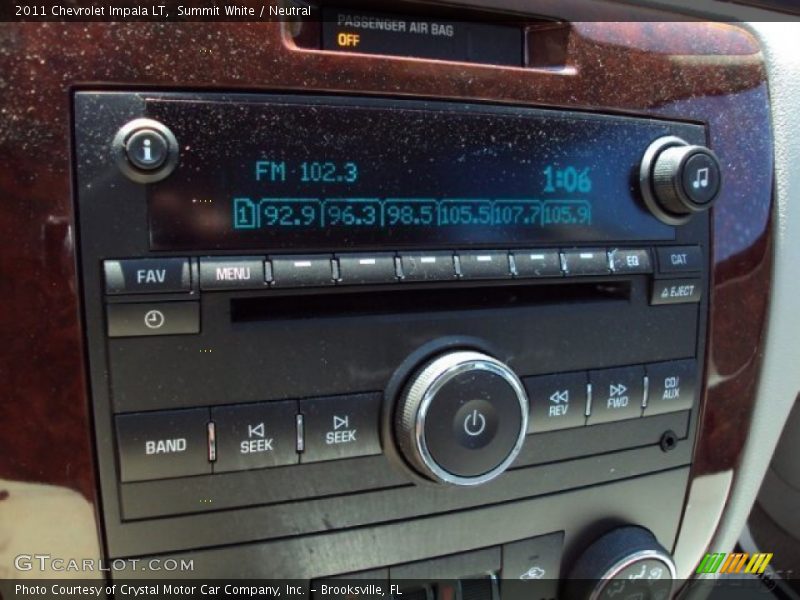 2011 Chevrolet Impala LT, Summit White / Neutral
PASSENGER AIR BAG
OFF
i
FM 102.3 1:06
1 92.9 96.3 98.5 105.5 107.7 105.9
FAV MENU EQ CAT
EJECT
BAND SEEK SEEK REV FWD CD/AUX
GTCARLOT.COM
Photo Courtesy of Crystal Motor Car Company, Inc. – Brooksville, FL